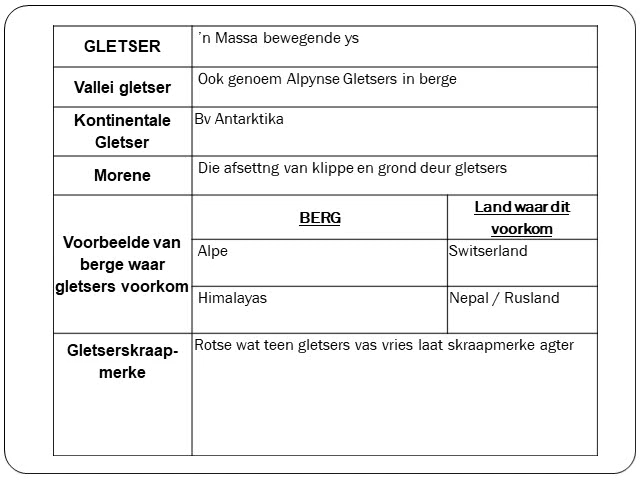 GLETSER
'n Massa bewegende ys
Vallei gletser
Ook genoem Alpynse Gletsers in berge
Kontinentale
Gletser
Bv Antarktika
Morene
Die afsettng van klippe en grond deur gletsers
Voorbeelde van
berge waar
gletsers voorkom
BERG
Land waar dit
voorkom
Alpe
Switserland
Himalayas
Nepal / Rusland
Gletserskraap-
merke
Rotse wat teen gletsers vas vries laat skraapmerke agter